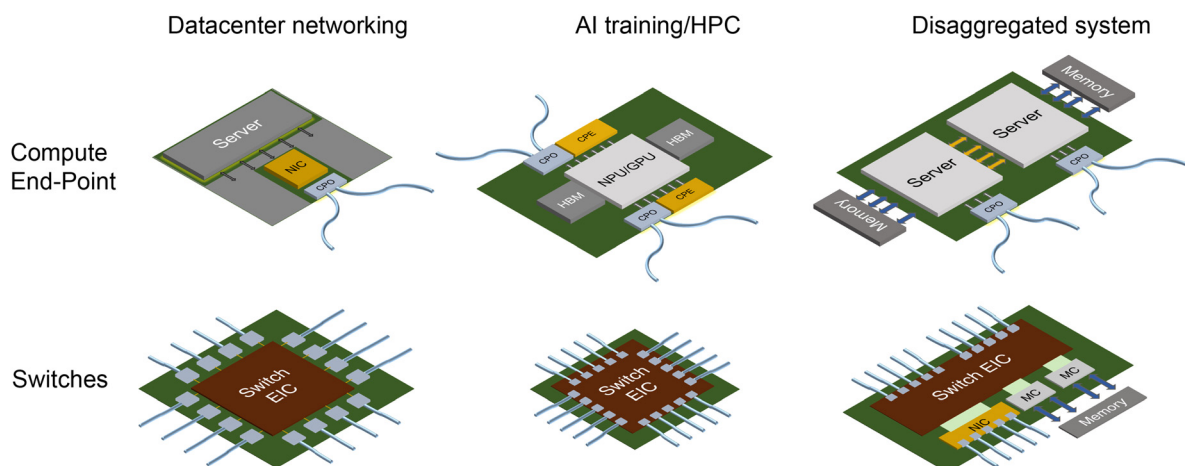 Datacenter networking
AI training/HPC
Disaggregated system
Compute
End-Point
Server
NIC
CPO
CPO
CPE
HBM
NPU/GPU
HBM
CPO
CPE
Memory
Server
Server
CPO
Memory
CPO
Switches
Switch
EIC
Switch
EIC
Switch EIC
MC
MC
NIC
Memory